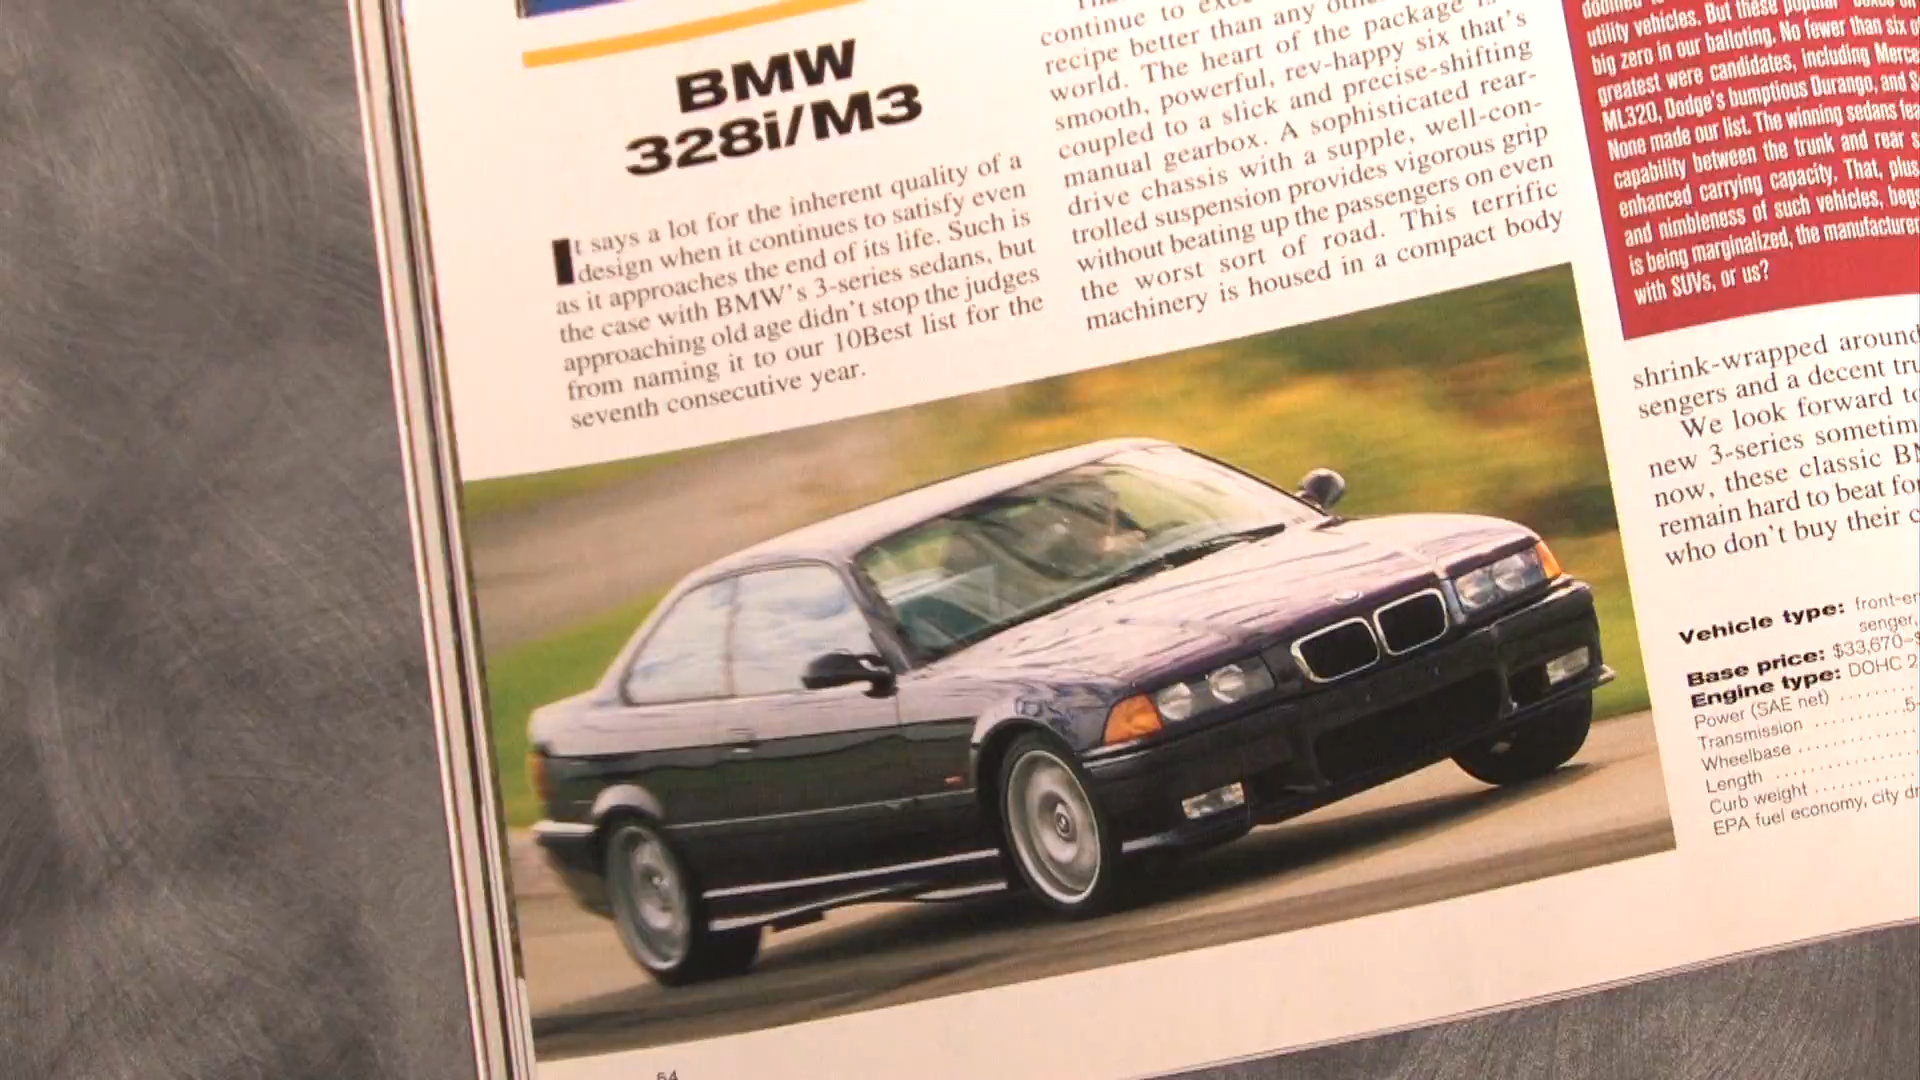 BMW
328i/M3
It says a lot for the inherent quality of a
design when it continues to satisfy even
as it approaches the end of its life. Such is
the case with BMW's 3-series sedans, but
approaching old age didn't stop the judges
from naming it to our 10Best list for the
seventh consecutive year.
continue to
recipe better than any
world. The heart of the package
smooth, powerful, rev-happy six that's
coupled to a slick and precise-shifting
manual gearbox. A sophisticated rear-
drive chassis with a supple, well-con-
trolled suspension provides vigorous grip
without beating up the passengers on even
the worst sort of road. This terrific
machinery is housed in a compact body
utility vehicles. But these popular
big zero in our balloting. No fewer than six
greatest were candidates, including
ML320, Dodge's bumptious Durango, and
None made our list. The winning sedans
capability between the trunk and rear
enhanced carrying capacity. That, plus
and nimbleness of such vehicles,
is being marginalized, the manufacturer
with SUVs, or us?
shrink-wrapped around
sengers and a decent
We look forward
new 3-series
now, these classic
remain hard to beat
who don't buy their
Vehicle type:
senger,
Base price: $33,670–
Engine type: DOHC 2
Power (SAE net)
Transmission
Wheelbase
Length
Curb weight
EPA fuel economy, city
54